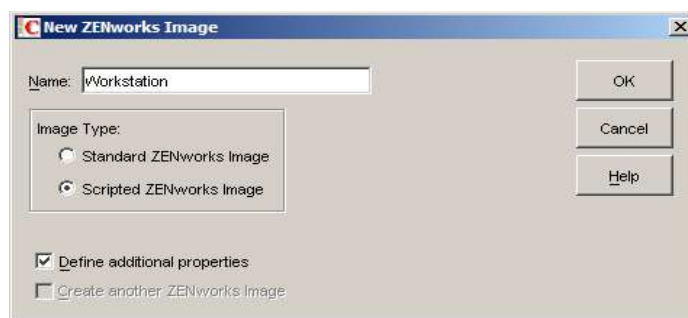 New ZENworks Image
Name: Workstation
OK
Image Type:
Standard ZENworks Image
Scripted ZENworks Image
Cancel
Help
Define additional properties
Create another ZENworks Image